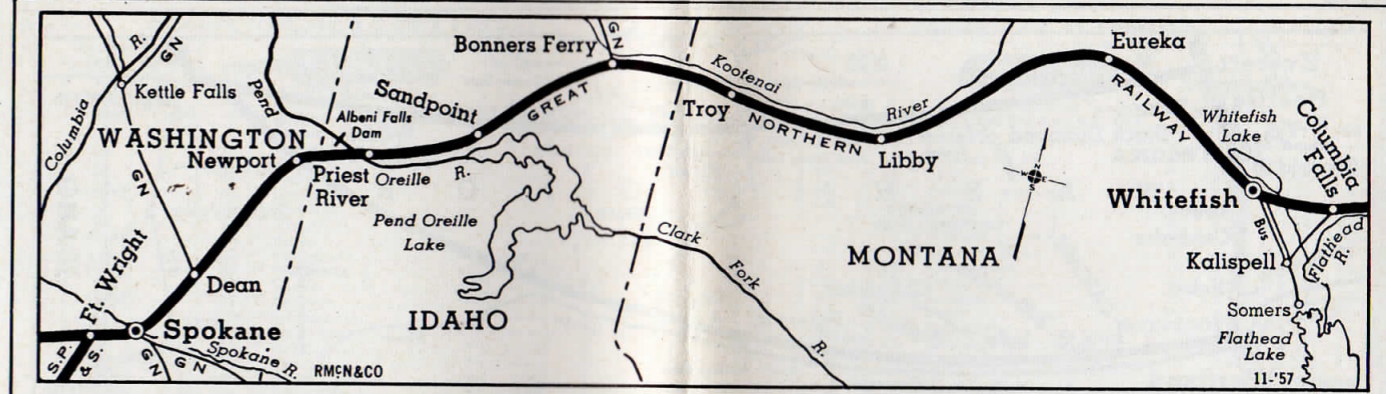 Columbia
R.
GN
Kettle Falls
GN
WASHINGTON
Newport
Pend
Albeni Falls
Dam
Priest
River
Oreille
R.
Sandpoint
GREAT
NORTHERN
RAILWAY
Bonners Ferry
GN
Kootenai
River
Troy
Libby
Eureka
Whitefish
Lake
Columbia
Falls
Whitefish
Bus
Kalispell
Flathead
R.
Somers
Flathead
Lake
11-'57
MONTANA
W E
S
Pend Oreille
Lake
Clark
Fork
R.
IDAHO
Ft. Wright
Dean
Spokane
S.P.
& S.
GN
GN
Spokane R.
RMCN&CO